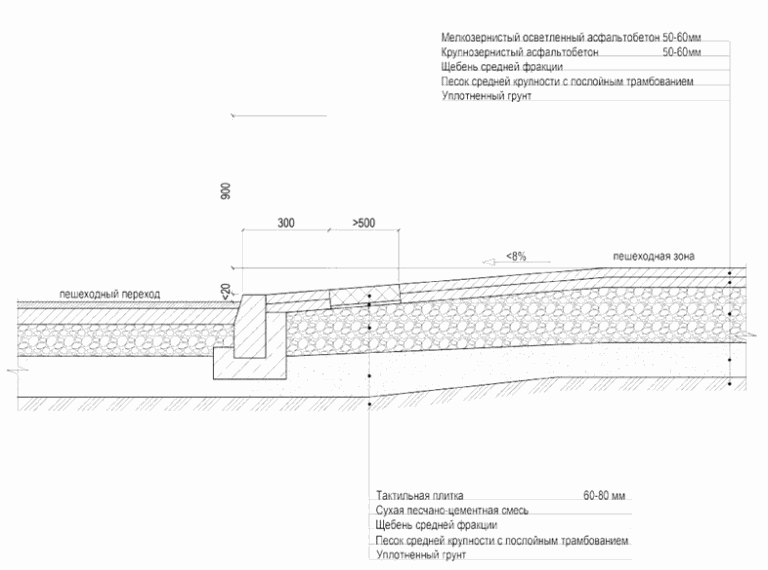 Мелкозернистый осветленный асфальтобетон 50-60мм
Крупнозернистый асфальтобетон 50-60мм
Щебень средней фракции
Песок средней крупности с послойным трамбованием
Уплотненный грунт
900
300 >500
<8% пешеходная зона
<20
пешеходный переход
Тактильная плитка 60-80 мм
Сухая песчано-цементная смесь
Щебень средней фракции
Песок средней крупности с послойным трамбованием
Уплотненный грунт